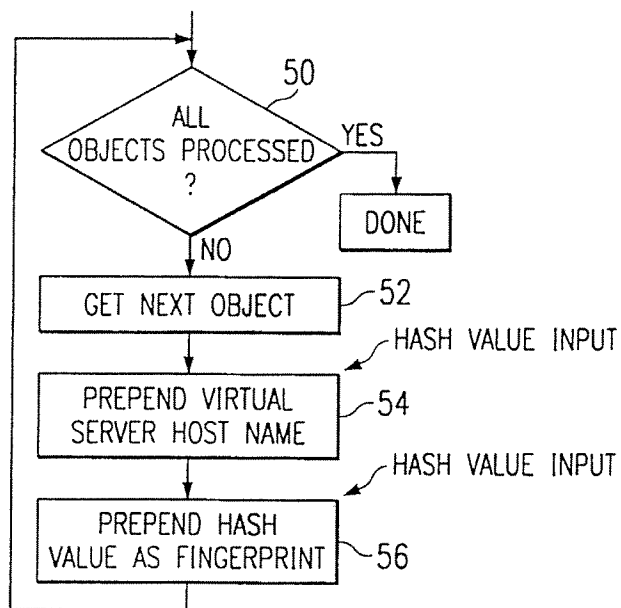 50
ALL
OBJECTS PROCESSED
?
YES
DONE
NO
GET NEXT OBJECT
52
HASH VALUE INPUT
PREPEND VIRTUAL
SERVER HOST NAME
54
HASH VALUE INPUT
PREPEND HASH
VALUE AS FINGERPRINT
56